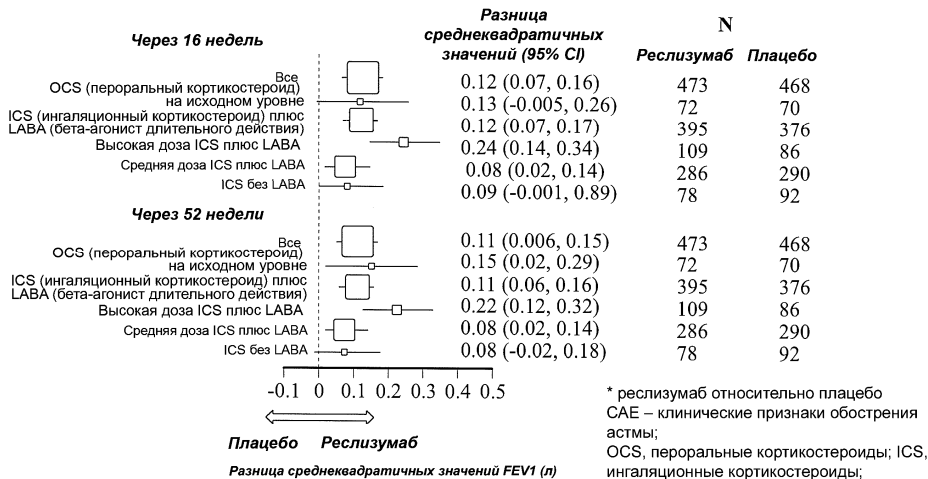 Разница
среднеквадратичных
значений (95% CI)
N
Через 16 недель
Реслизумаб Плацебо
Все 0.12 (0.07, 0.16) 473 468
OCS (пероральный кортикостероид)
на исходном уровне 0.13 (-0.005, 0.26) 72 70
ICS (ингаляционный кортикостероид) плюс
LABA (бета-агонист длительного действия) 0.12 (0.07, 0.17) 395 376
Высокая доза ICS плюс LABA 0.24 (0.14, 0.34) 109 86
Средняя доза ICS плюс LABA 0.08 (0.02, 0.14) 286 290
ICS без LABA 0.09 (-0.001, 0.89) 78 92
Через 52 недели
Все 0.11 (0.006, 0.15) 473 468
OCS (пероральный кортикостероид)
на исходном уровне 0.15 (0.02, 0.29) 72 70
ICS (ингаляционный кортикостероид) плюс
LABA (бета-агонист длительного действия) 0.11 (0.06, 0.16) 395 376
Высокая доза ICS плюс LABA 0.22 (0.12, 0.32) 109 86
Средняя доза ICS плюс LABA 0.08 (0.02, 0.14) 286 290
ICS без LABA 0.08 (-0.02, 0.18) 78 92
-0.1 0 0.1 0.2 0.3 0.4 0.5
Плацебо Реслизумаб
Разница среднеквадратичных значений FEV1 (л)
* реслизумаб относительно плацебо
CAE – клинические признаки обострения
астмы;
OCS, пероральные кортикостероиды; ICS,
ингаляционные кортикостероиды;